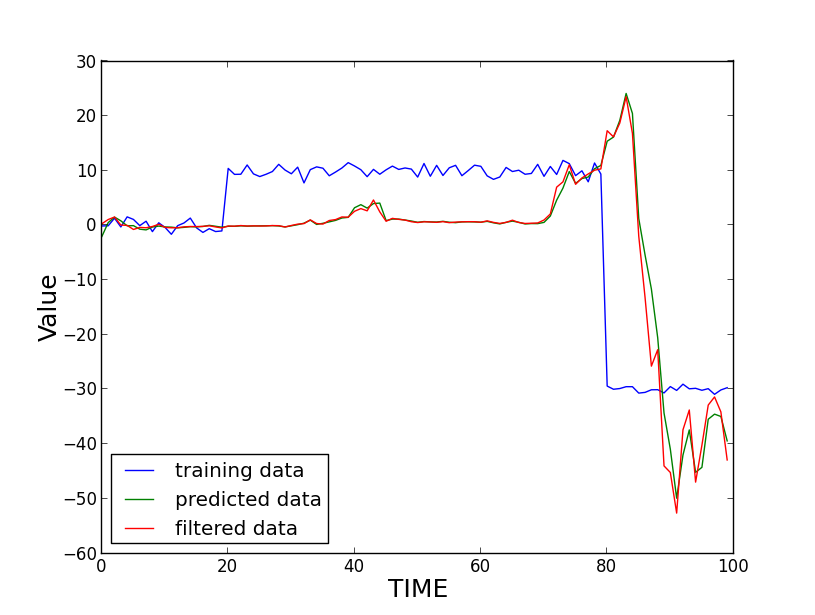 30
20
10
0
−10
−20
−30
−40
−50
−60
Value
training data
predicted data
filtered data
0 20 40 60 80 100
TIME